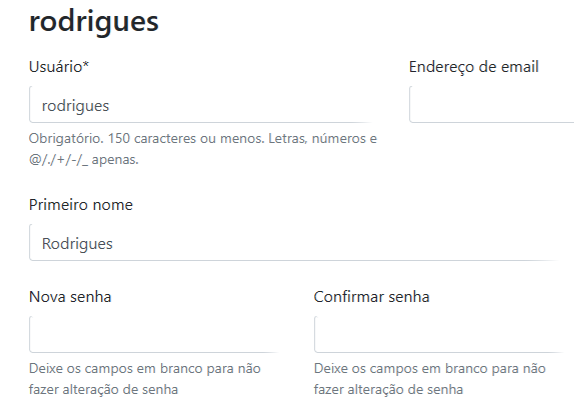 rodrigues
Usuário*
Endereço de email
rodrigues
Obrigatório. 150 caracteres ou menos. Letras, números e
@/./+/-/_ apenas.
Primeiro nome
Rodrigues
Nova senha
Confirmar senha
Deixe os campos em branco para não
fazer alteração de senha
Deixe os campos em branco para não
fazer alteração de senha